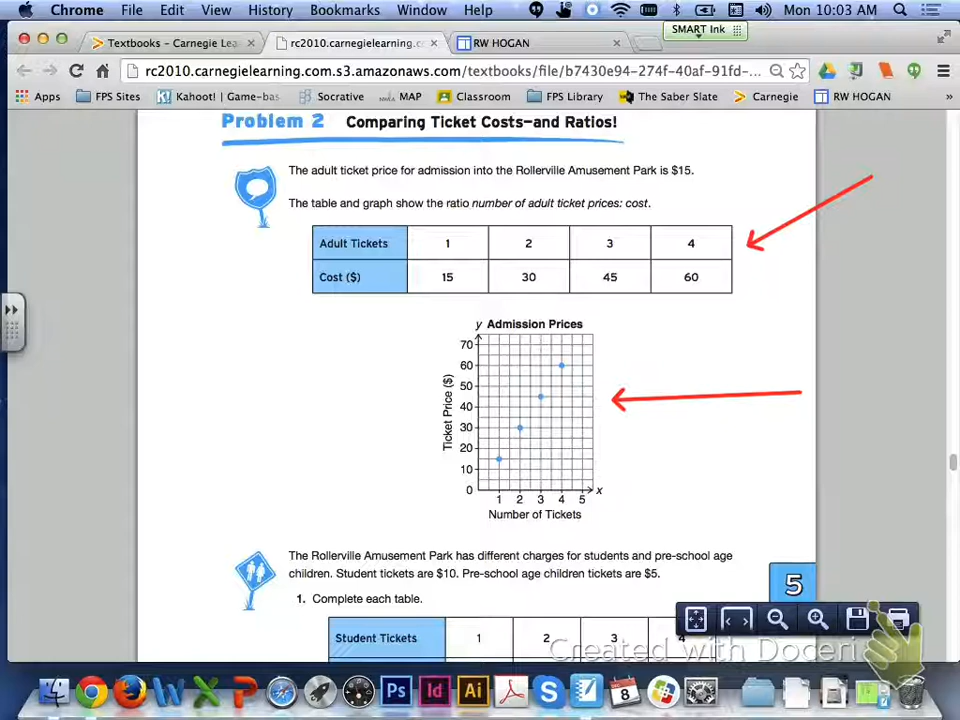 Chrome File Edit View History Bookmarks Window Help Mon 10:03 AM
SMART Ink
Textbooks – Carnegie Lea
rc2010.carnegielearning.co
RW HOGAN
rc2010.carnegielearning.com.s3.amazonaws.com/textbooks/file/b7430e94-274f-40af-91fd-...
Apps FPS Sites Kahoot! | Game-bas Socrative MAP Classroom FPS Library The Saber Slate Carnegie RW HOGAN »
Problem 2 Comparing Ticket Costs—and Ratios!
The adult ticket price for admission into the Rollerville Amusement Park is $15.
The table and graph show the ratio number of adult ticket prices: cost.
Adult Tickets 1 2 3 4
Cost ($) 15 30 45 60
y Admission Prices
70
60
50
40
30
20
10
0
Ticket Price ($)
x
1 2 3 4 5
Number of Tickets
The Rollerville Amusement Park has different charges for students and pre-school age
children. Student tickets are $10. Pre-school age children tickets are $5.
5
1. Complete each table.
Student Tickets 1 2 3 4
Created with Doceri
Ps Id Ai
8